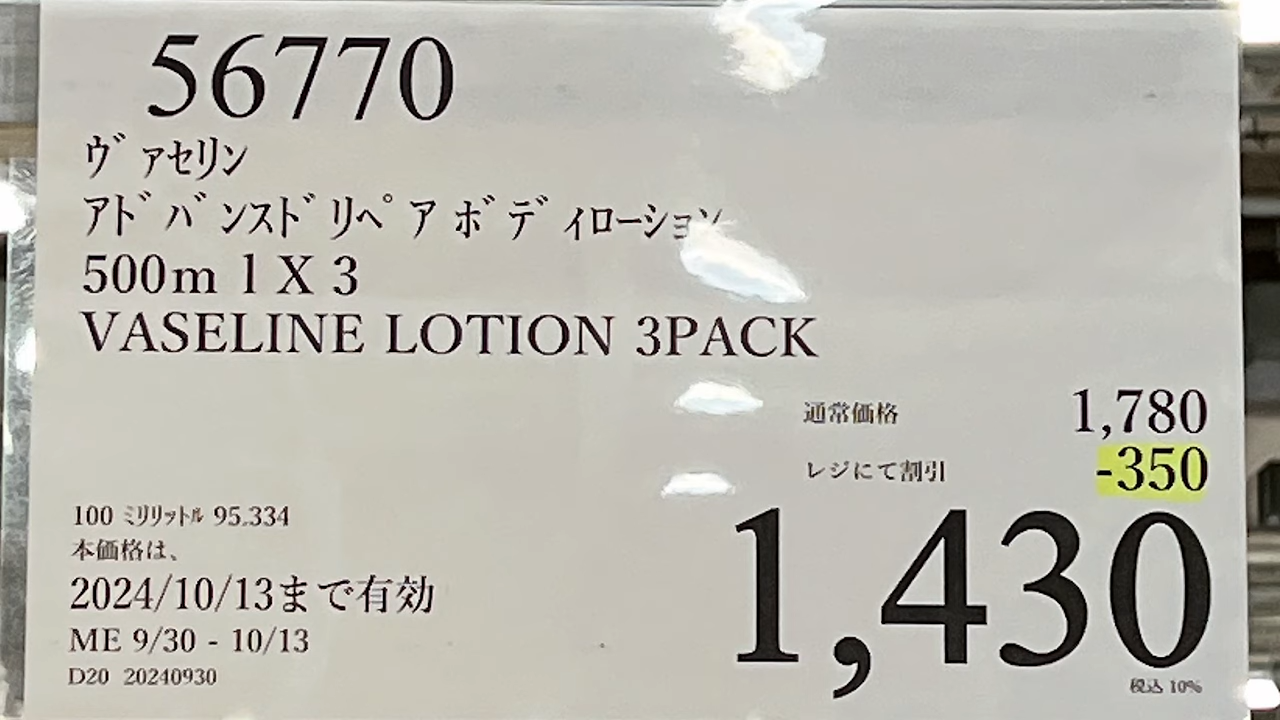 56770
ヴァセリン
アドバンスドリペア ボディローション
500ml X 3
VASELINE LOTION 3PACK
通常価格 1,780
レジにて割引 -350
1,430
100 ミリリットル 95.334
本価格は、
2024/10/13まで有効
ME 9/30 - 10/13
D20 20240930
税込 10%